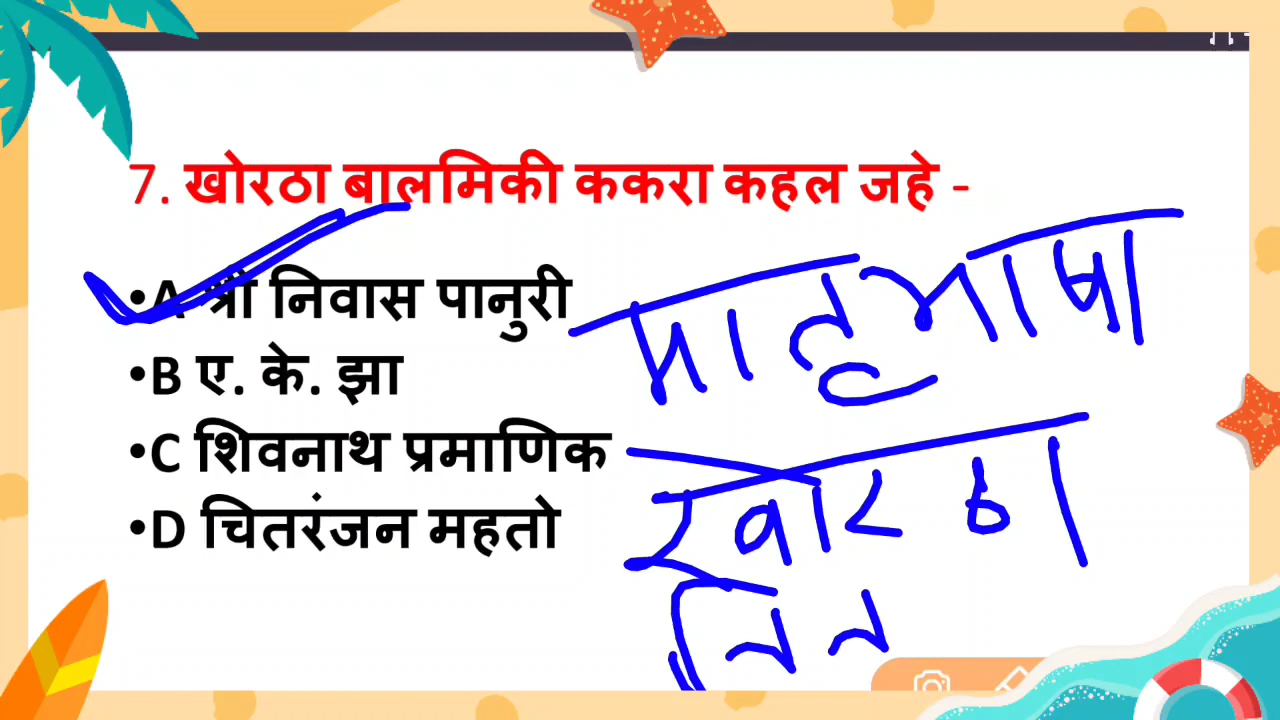 7. खोरठा बालमिकी ककरा कहल जहे -
•A श्री निवास पानुरी
•B ए. के. झा
•C शिवनाथ प्रमाणिक
•D चितरंजन महतो
मातृभाषा
खोरठा